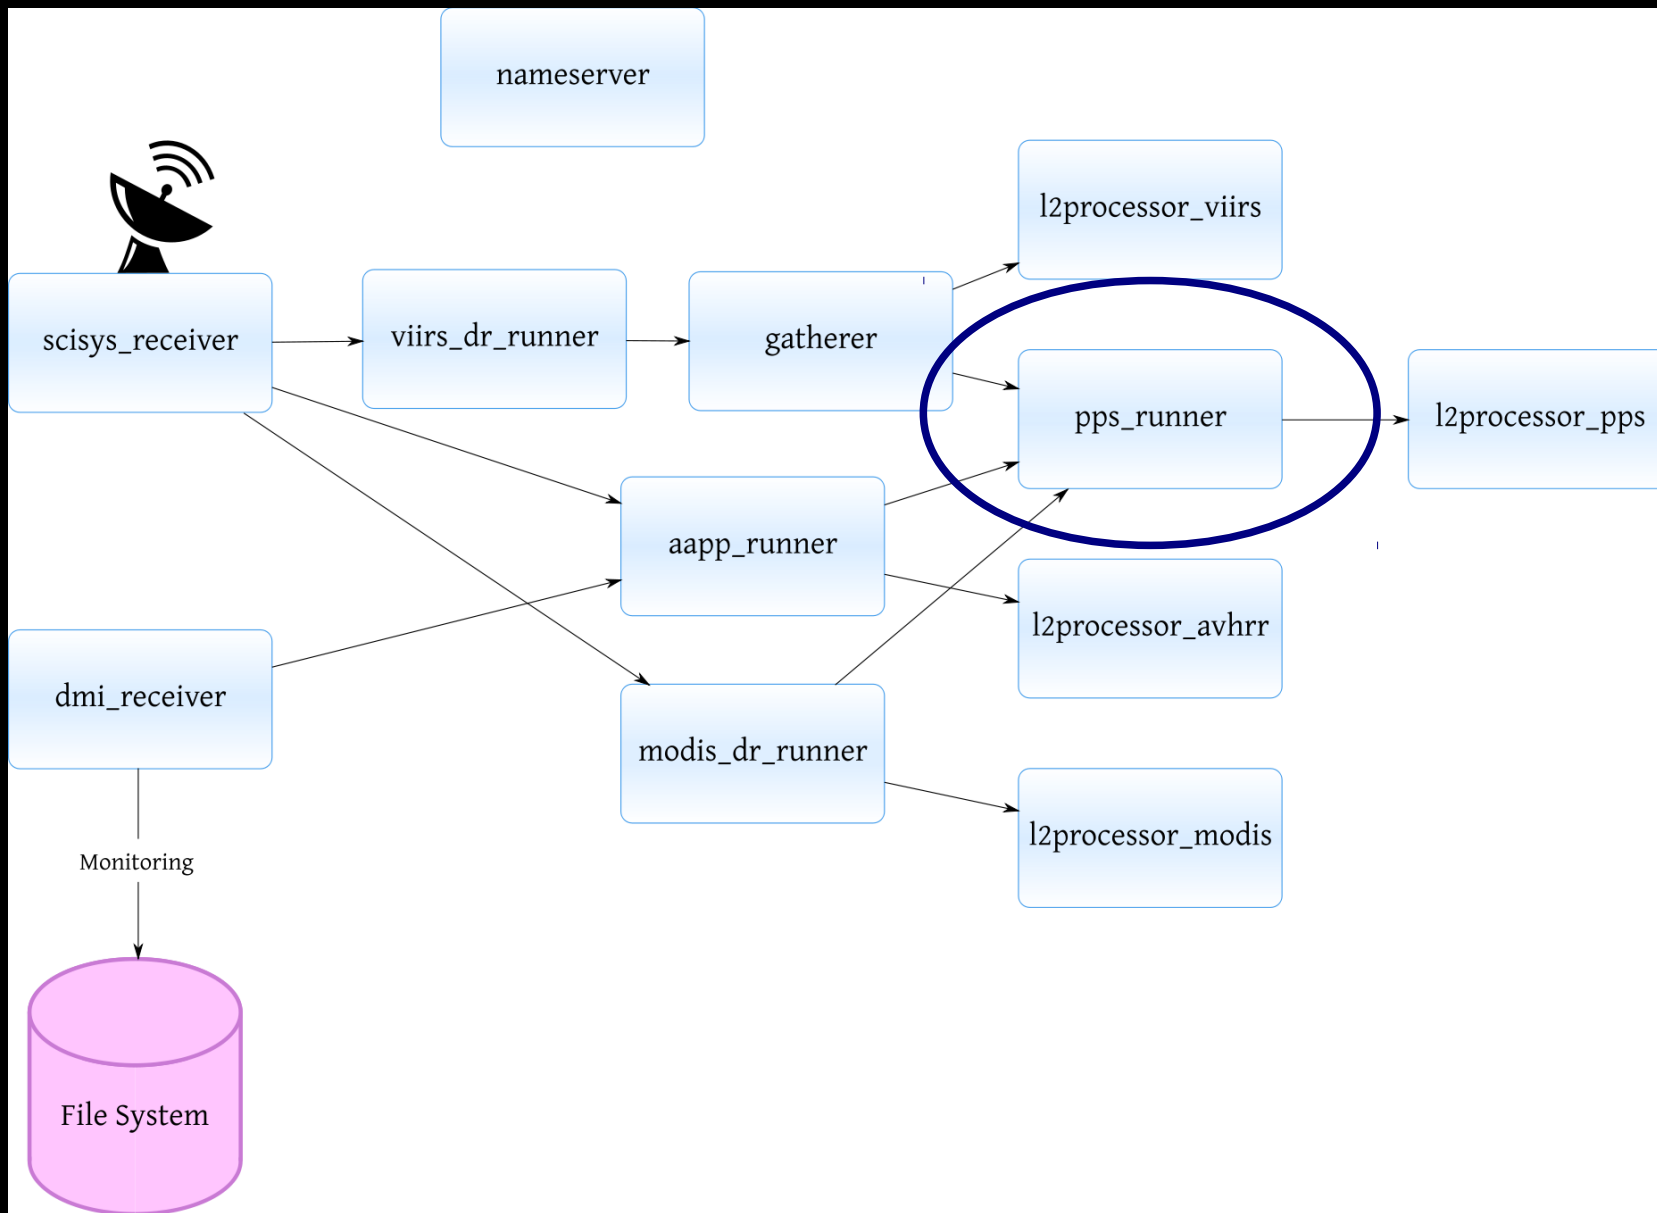 nameserver
l2processor_viirs
scisys_receiver
viirs_dr_runner
gatherer
pps_runner
l2processor_pps
aapp_runner
l2processor_avhrr
dmi_receiver
modis_dr_runner
l2processor_modis
Monitoring
File System